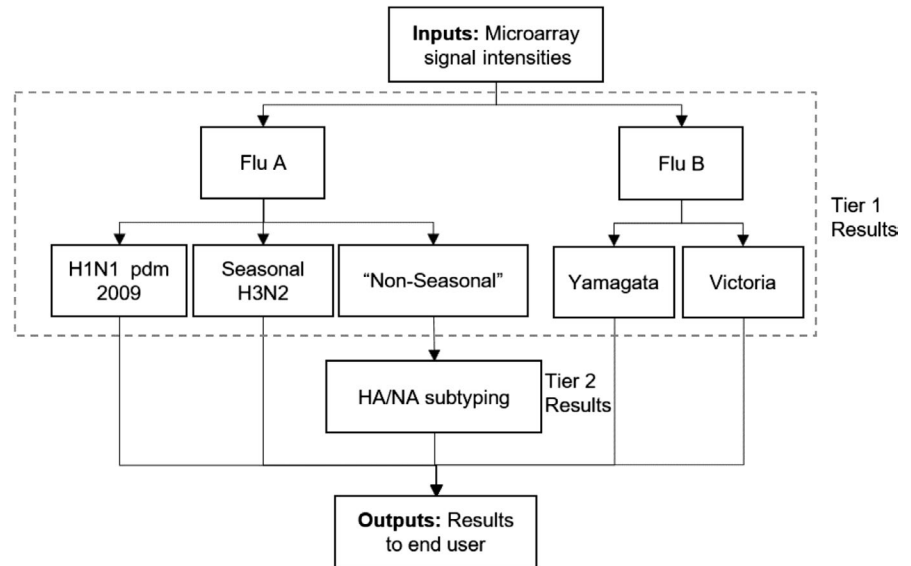 Inputs: Microarray
signal intensities
Flu A
Flu B
Tier 1
Results
H1N1 pdm
2009
Seasonal
H3N2
“Non-Seasonal”
Yamagata
Victoria
HA/NA subtyping
Tier 2
Results
Outputs: Results
to end user